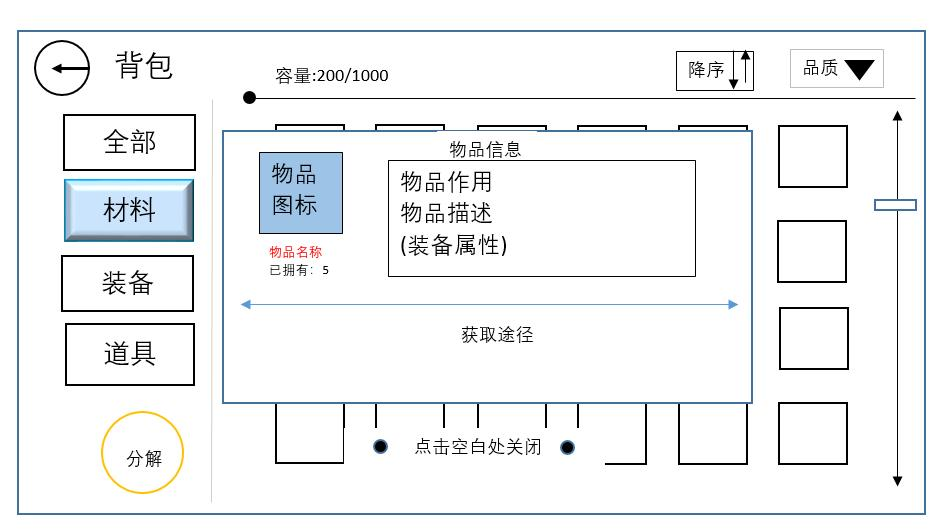 背包
容量:200/1000
降序
品质
全部
材料
装备
道具
分解
物品信息
物品
图标
物品名称
已拥有：5
物品作用
物品描述
(装备属性)
获取途径
点击空白处关闭